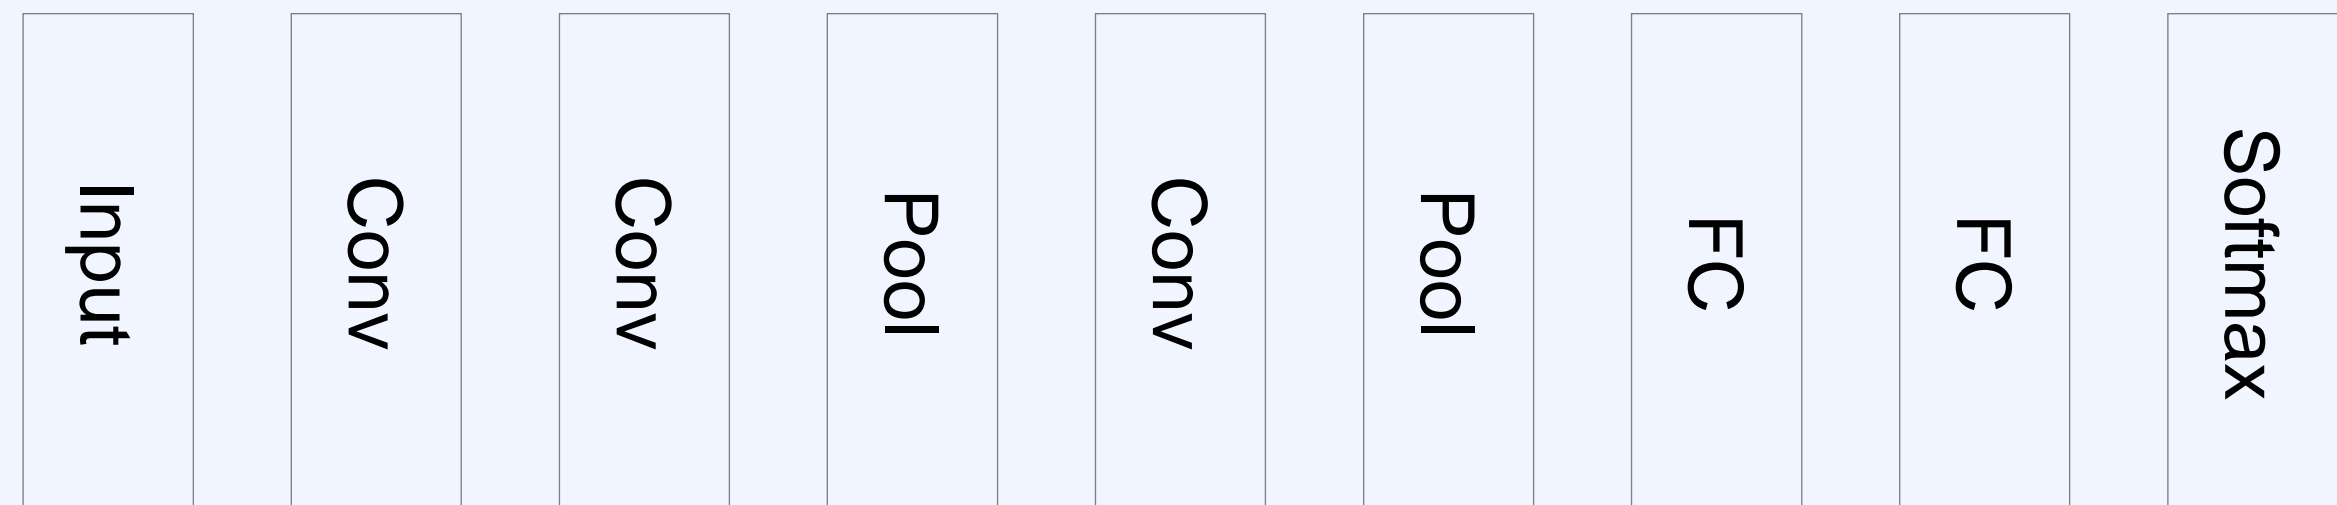 Input
Conv
Conv
Pool
Conv
Pool
FC
FC
Softmax